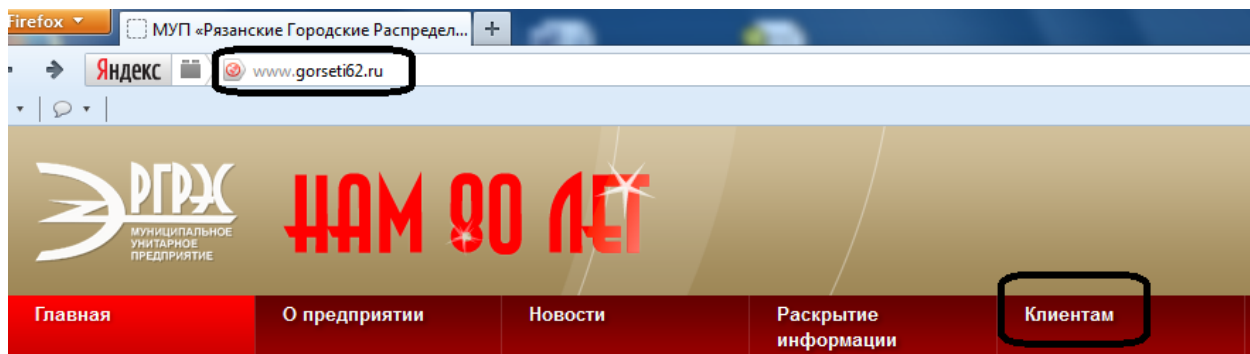 Firefox
МУП «Рязанские Городские Распредел... +
Яндекс www.gorseti62.ru
РГРЭС
МУНИЦИПАЛЬНОЕ
УНИТАРНОЕ
ПРЕДПРИЯТИЕ
НАМ 80 ЛЕТ
Главная О предприятии Новости Раскрытие информации Клиентам